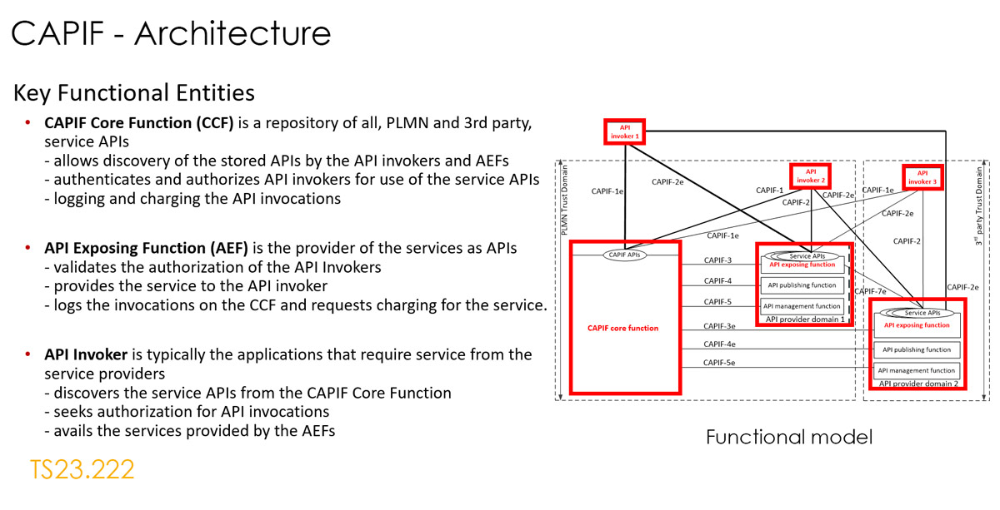 CAPIF - Architecture
Key Functional Entities
• CAPIF Core Function (CCF) is a repository of all, PLMN and 3rd party,
service APIs
- allows discovery of the stored APIs by the API invokers and AEFs
- authenticates and authorizes API invokers for use of the service APIs
- logging and charging the API invocations
• API Exposing Function (AEF) is the provider of the services as APIs
- validates the authorization of the API Invokers
- provides the service to the API invoker
- logs the invocations on the CCF and requests charging for the service.
• API Invoker is typically the applications that require service from the
service providers
- discovers the service APIs from the CAPIF Core Function
- seeks authorization for API invocations
- avails the services provided by the AEFs
TS23.222
API
invoker 1
PLMN Trust Domain
3rd party Trust Domain
API
invoker 2
API
invoker 3
CAPIF-1e
CAPIF-2e
CAPIF-1
CAPIF-2
CAPIF-2e
CAPIF-1e
CAPIF-2e
CAPIF-1e
CAPIF-2
CAPIF-2e
CAPIF-7e
CAPIF APIs
CAPIF core function
CAPIF-3
CAPIF-4
CAPIF-5
CAPIF-3e
CAPIF-4e
CAPIF-5e
Service APIs
API exposing function
API publishing function
API management function
API provider domain 1
Service APIs
API exposing function
API publishing function
API management function
API provider domain 2
Functional model